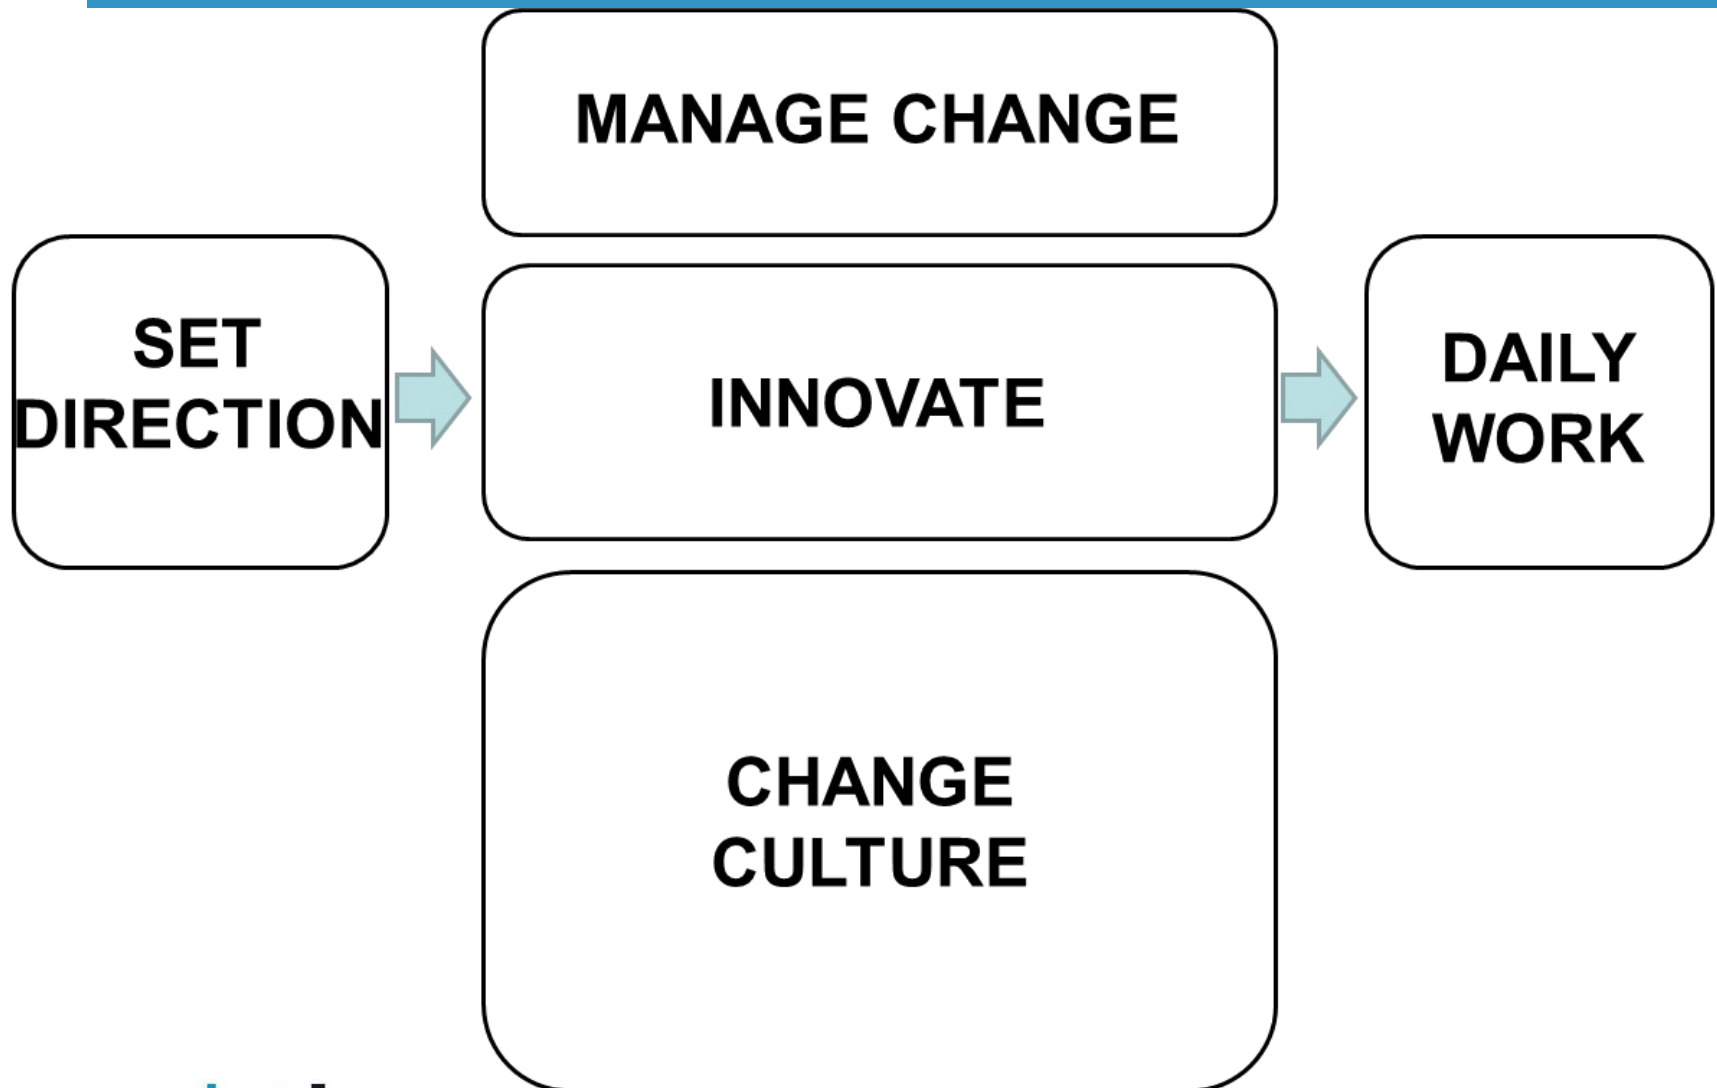 MANAGE CHANGE
SET
DIRECTION
INNOVATE
DAILY
WORK
CHANGE
CULTURE